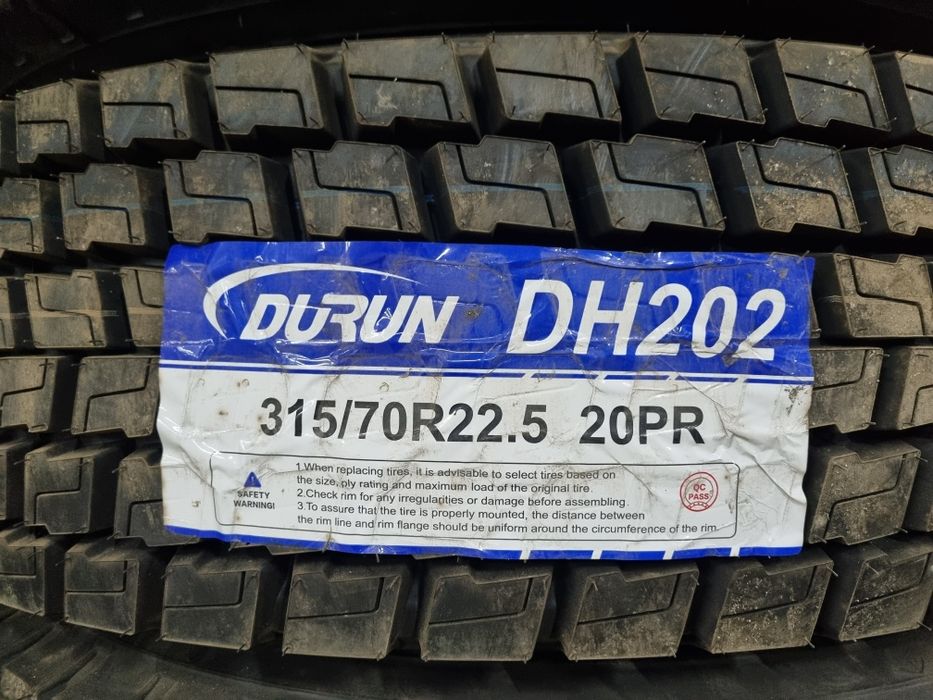 DURUN DH202
315/70R22.5 20PR
SAFETY
WARNING!
1.When replacing tires, it is advisable to select tires based on
the size, ply rating and maximum load of the original tire.
2.Check rim for any irregularities or damage before assembling.
3.To assure that the tire is properly mounted, the distance between
the rim line and rim flange should be uniform around the circumference of the rim.
QC
PASS